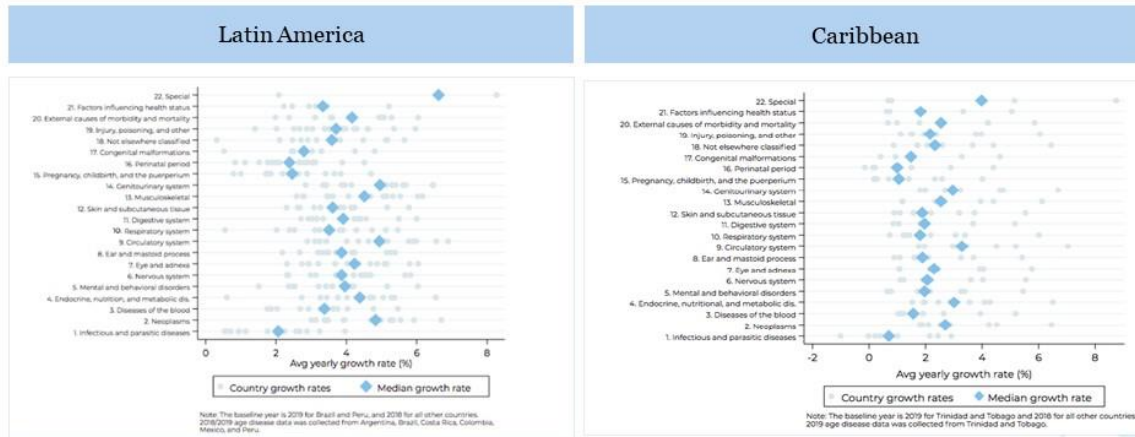 Latin America
22. Special
21. Factors influencing health status
20. External causes of morbidity and mortality
19. Injury, poisoning, and other
18. Not elsewhere classified
17. Congenital malformations
16. Perinatal period
15. Pregnancy, childbirth, and the puerperium
14. Genitourinary system
13. Musculoskeletal
12. Skin and subcutaneous tissue
11. Digestive system
10. Respiratory system
9. Circulatory system
8. Ear and mastoid process
7. Eye and adnexa
6. Nervous system
5. Mental and behavioral disorders
4. Endocrine, nutrition, and metabolic dis.
3. Diseases of the blood
2. Neoplasms
1. Infectious and parasitic diseases
0 2 4 6 8
Avg yearly growth rate (%)
Country growth rates Median growth rate
Note: The baseline year is 2019 for Brazil and Peru, and 2018 for all other countries.
2018/2019 age disease data was collected from Argentina, Brazil, Costa Rica, Colombia,
Mexico, and Peru.
Caribbean
22. Special
21. Factors influencing health status
20. External causes of morbidity and mortality
19. Injury, poisoning, and other
18. Not elsewhere classified
17. Congenital malformations
16. Perinatal period
15. Pregnancy, childbirth, and the puerperium
14. Genitourinary system
13. Musculoskeletal
12. Skin and subcutaneous tissue
11. Digestive system
10. Respiratory system
9. Circulatory system
8. Ear and mastoid process
7. Eye and adnexa
6. Nervous system
5. Mental and behavioral disorders
4. Endocrine, nutritional, and metabolic dis.
3. Diseases of the blood
2. Neoplasms
1. Infectious and parasitic diseases
-2 0 2 4 6 8
Avg yearly growth rate (%)
Country growth rates Median growth rate
Note: The baseline year is 2019 for Trinidad and Tobago and 2018 for all other countries.
2019 age disease data was collected from Trinidad and Tobago.